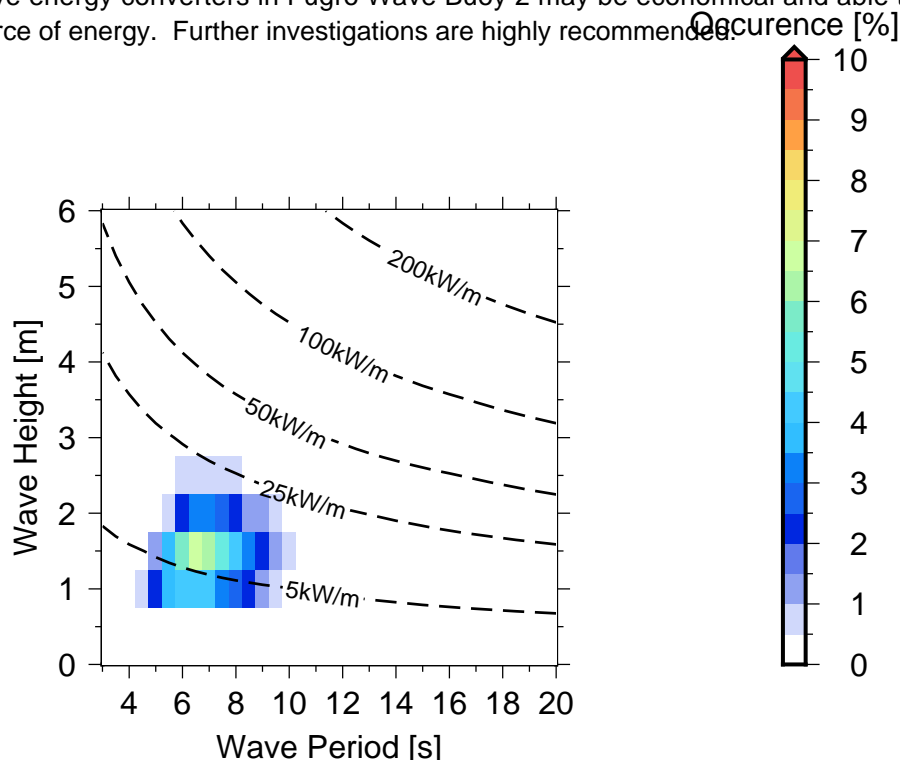 ve energy converters in Fugro Wave Buoy 2 may be economical and able t
rce of energy. Further investigations are highly recommended.
Occurence [%]
10
9
8
7
6
5
4
3
2
1
0
6
5
4
3
2
1
0
Wave Height [m]
200kW/m
100kW/m
50kW/m
25kW/m
5kW/m
4 6 8 10 12 14 16 18 20
Wave Period [s]